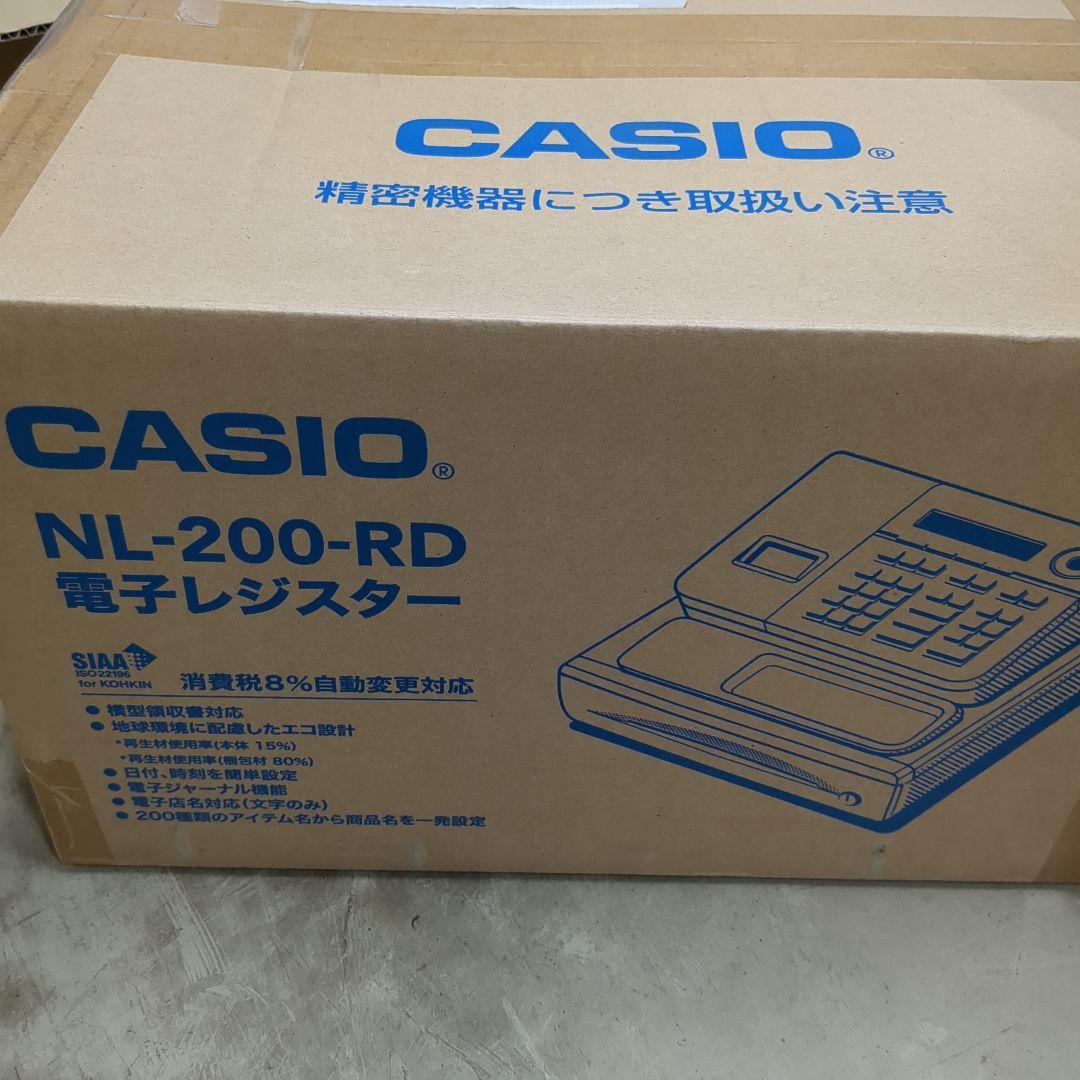 CASIO®
精密機器につき取扱い注意
CASIO®
NL-200-RD
電子レジスター
SIAA
ISO22196
for KOHKIN
消費税8%自動変更対応
● 横型領収書対応
● 地球環境に配慮したエコ設計
・再生材使用率(本体 15%)
・再生材使用率(梱包材 80%)
● 日付、時刻を簡単設定
● 電子ジャーナル機能
● 電子店名対応(文字のみ)
● 200種類のアイテム名から商品名を一発設定